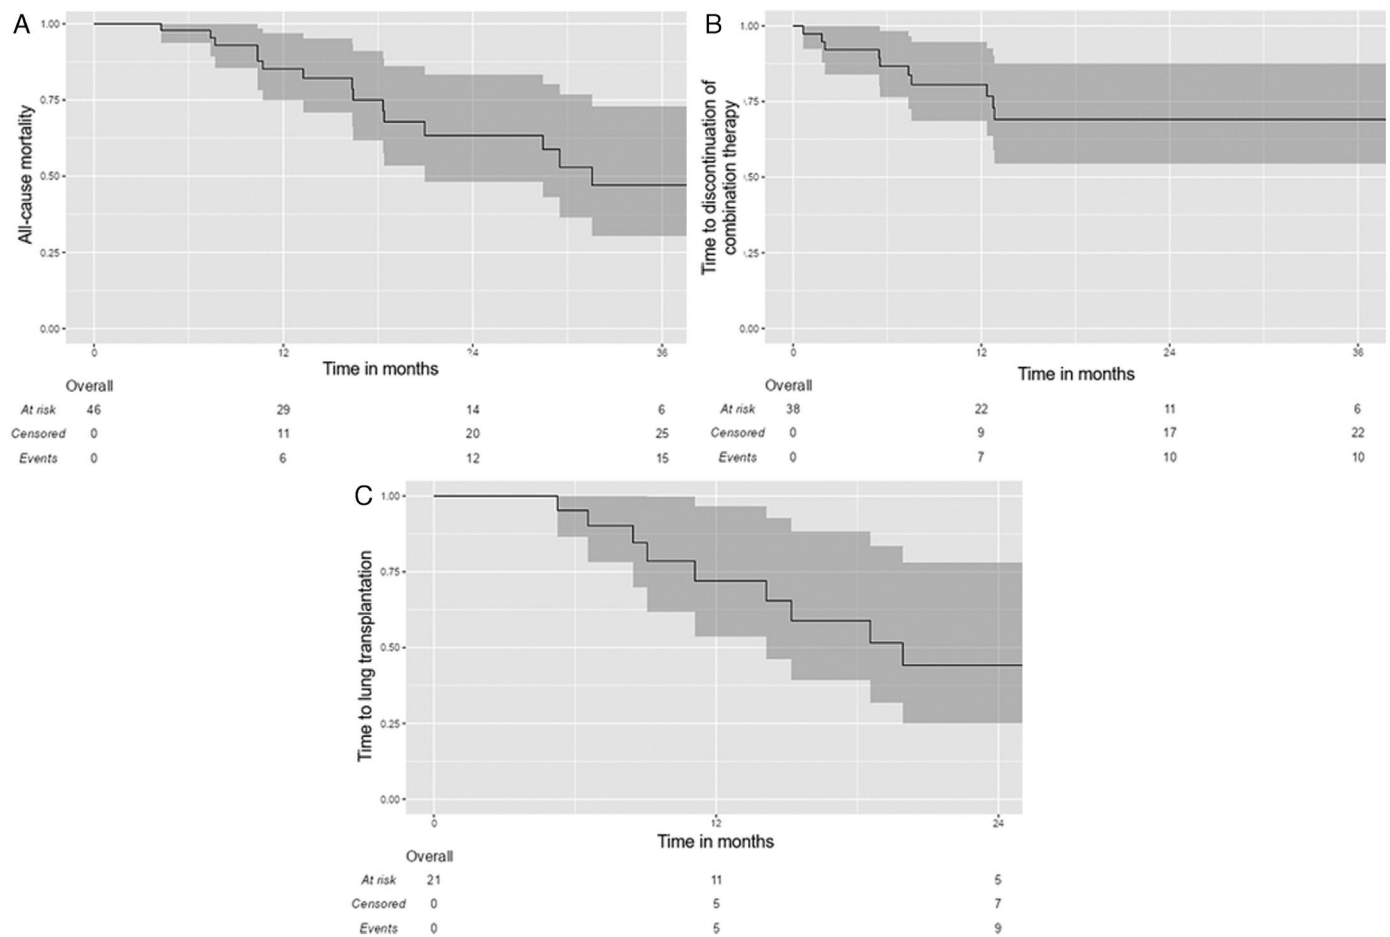 A
1.00
0.75
0.50
0.25
0.00
All-cause mortality
0 12 24 36
Time in months
Overall
At risk 46 29 14 6
Censored 0 11 20 25
Events 0 6 12 15
B
1.00
.75
.50
.25
0.00
Time to discontinuation of
combination therapy
0 12 24 36
Time in months
Overall
At risk 38 22 11 6
Censored 0 9 17 22
Events 0 7 10 10
C
1.00
0.75
0.50
0.25
0.00
Time to lung transplantation
0 12 24
Time in months
Overall
At risk 21 11 5
Censored 0 5 7
Events 0 5 9